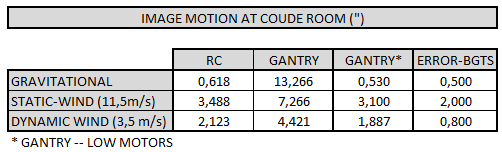 IMAGE MOTION AT COUDE ROOM (")
RC GANTRY GANTRY* ERROR-BGTS
GRAVITATIONAL 0,618 13,266 0,530 0,500
STATIC-WIND (11,5m/s) 3,488 7,266 3,100 2,000
DYNAMIC WIND (3,5 m/s) 2,123 4,421 1,887 0,800
* GANTRY -- LOW MOTORS